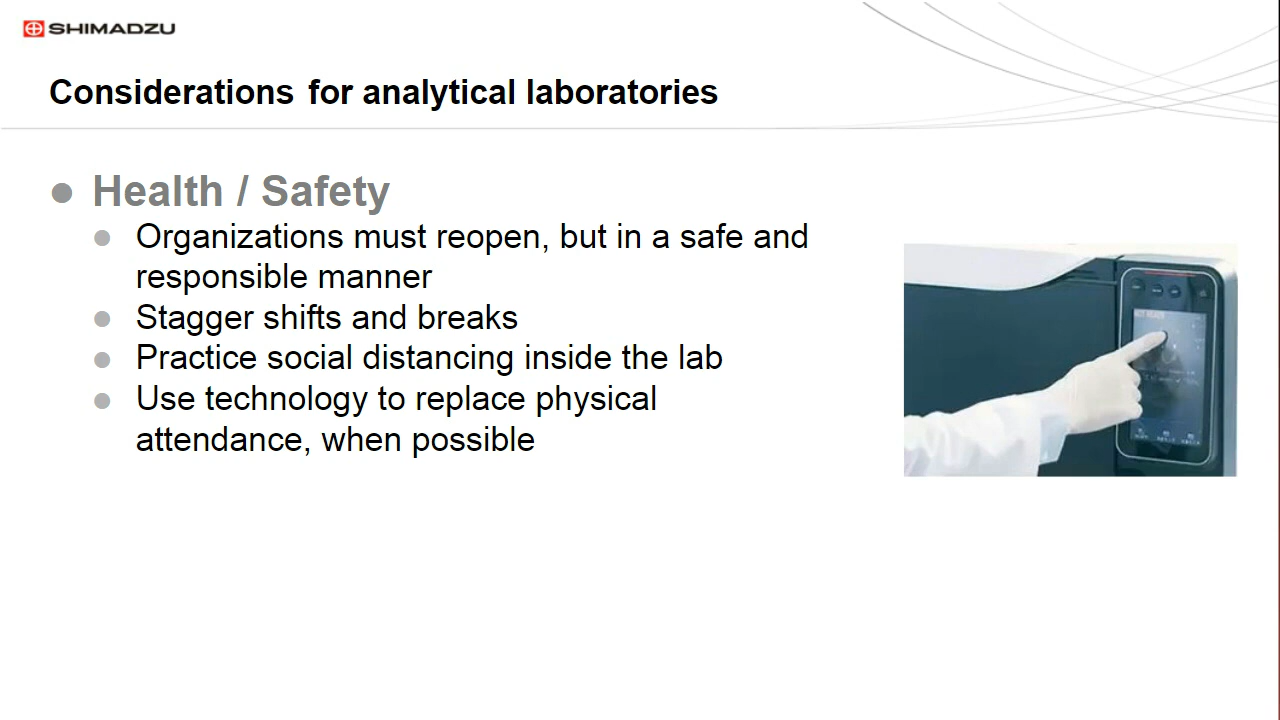 SHIMADZU
Considerations for analytical laboratories
Health / Safety
Organizations must reopen, but in a safe and
responsible manner
Stagger shifts and breaks
Practice social distancing inside the lab
Use technology to replace physical
attendance, when possible